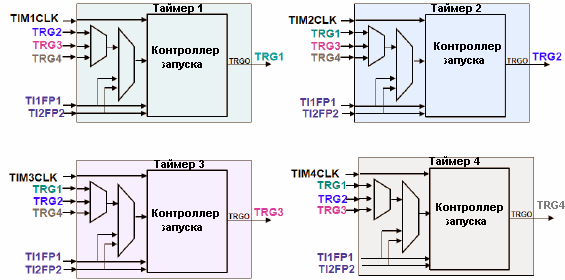 Таймер 1
TIM1CLK
TRG2
TRG3
TRG4
Контроллер
запуска
TRGO
TRG1
TI1FP1
TI2FP2
Таймер 2
TIM2CLK
TRG1
TRG3
TRG4
Контроллер
запуска
TRGO
TRG2
TI1FP1
TI2FP2
Таймер 3
TIM3CLK
TRG1
TRG2
TRG4
Контроллер
запуска
TRGO
TRG3
TI1FP1
TI2FP2
Таймер 4
TIM4CLK
TRG1
TRG2
TRG3
Контроллер
запуска
TRGO
TRG4
TI1FP1
TI2FP2